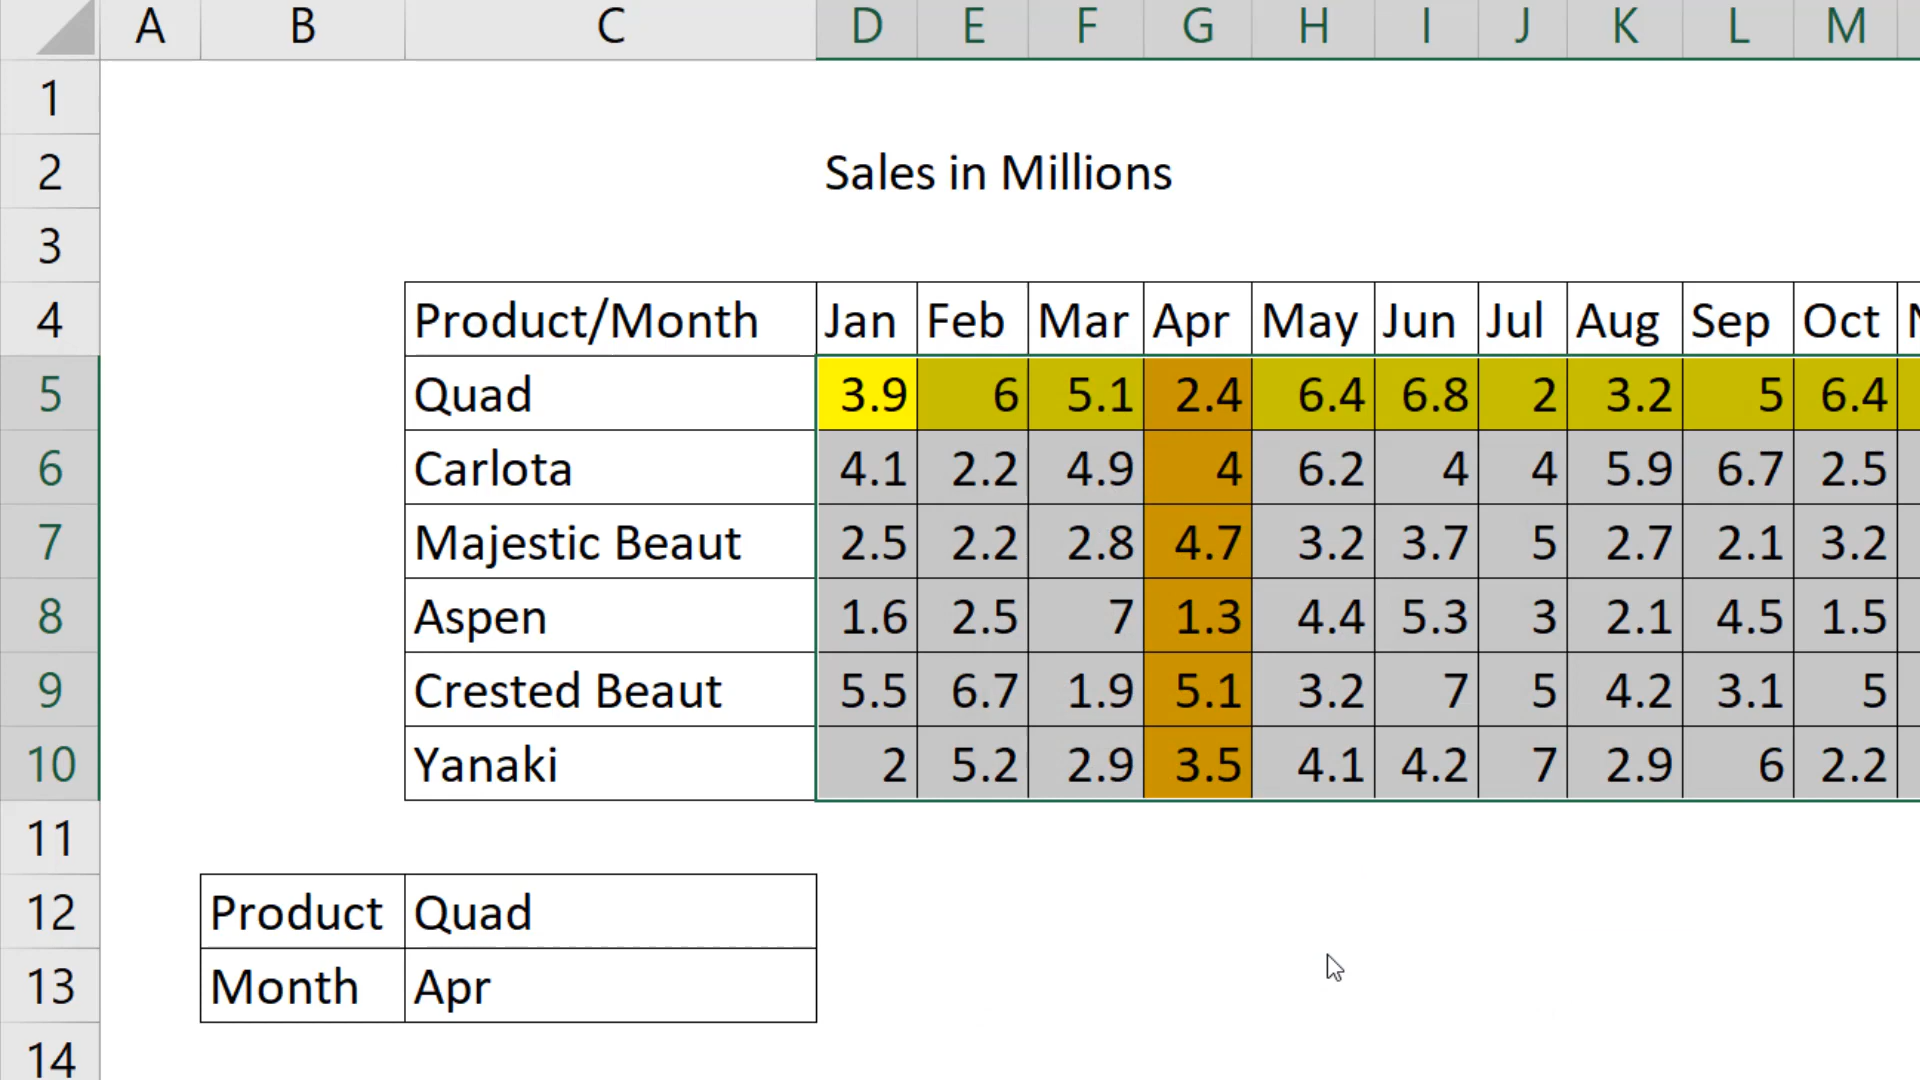 A B C D E F G H I J K L M
1
2 Sales in Millions
3
4 Product/Month Jan Feb Mar Apr May Jun Jul Aug Sep Oct
5 Quad 3.9 6 5.1 2.4 6.4 6.8 2 3.2 5 6.4
6 Carlota 4.1 2.2 4.9 4 6.2 4 4 5.9 6.7 2.5
7 Majestic Beaut 2.5 2.2 2.8 4.7 3.2 3.7 5 2.7 2.1 3.2
8 Aspen 1.6 2.5 7 1.3 4.4 5.3 3 2.1 4.5 1.5
9 Crested Beaut 5.5 6.7 1.9 5.1 3.2 7 5 4.2 3.1 5
10 Yanaki 2 5.2 2.9 3.5 4.1 4.2 7 2.9 6 2.2
11
12 Product Quad
13 Month Apr
14